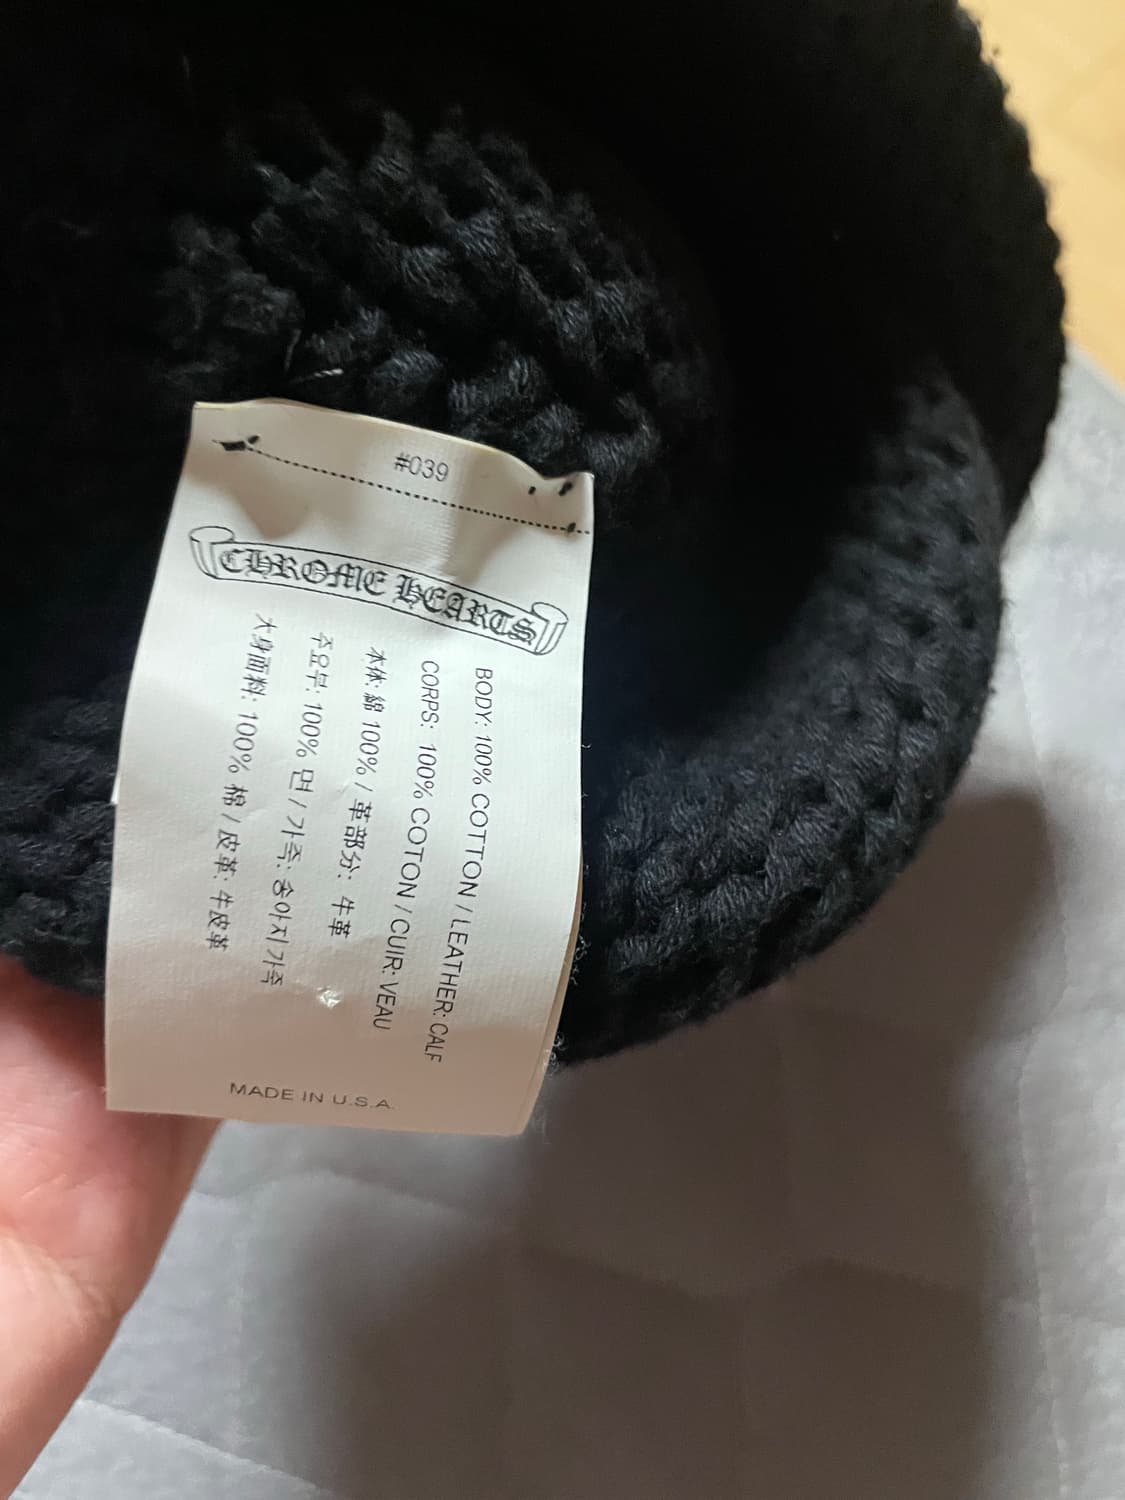 #039
CHROME HEARTS
BODY: 100% COTTON / LEATHER: CALF
CORPS: 100% COTON / CUIR: VEAU
本体: 綿 100% / 革部分: 牛革
주요부: 100% 면 / 가죽: 송아지가죽
大身面料: 100% 棉 / 皮革: 牛皮革
MADE IN U.S.A.